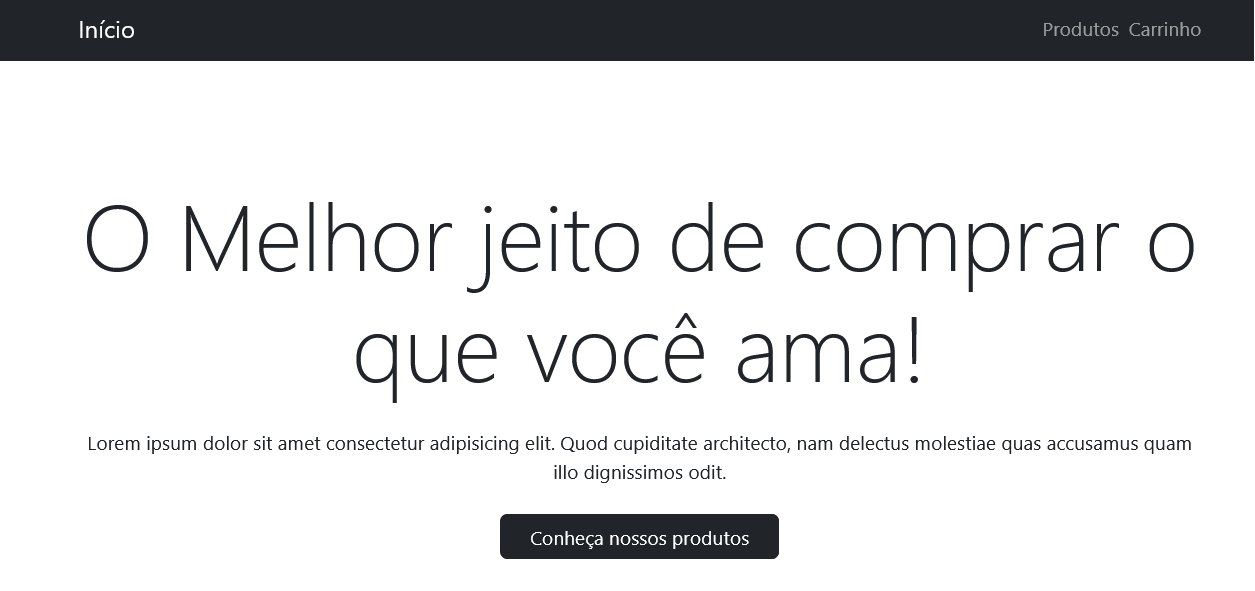 Início
Produtos Carrinho
O Melhor jeito de comprar o
que você ama!
Lorem ipsum dolor sit amet consectetur adipisicing elit. Quod cupiditate architecto, nam delectus molestiae quas accusamus quam
illo dignissimos odit.
Conheça nossos produtos